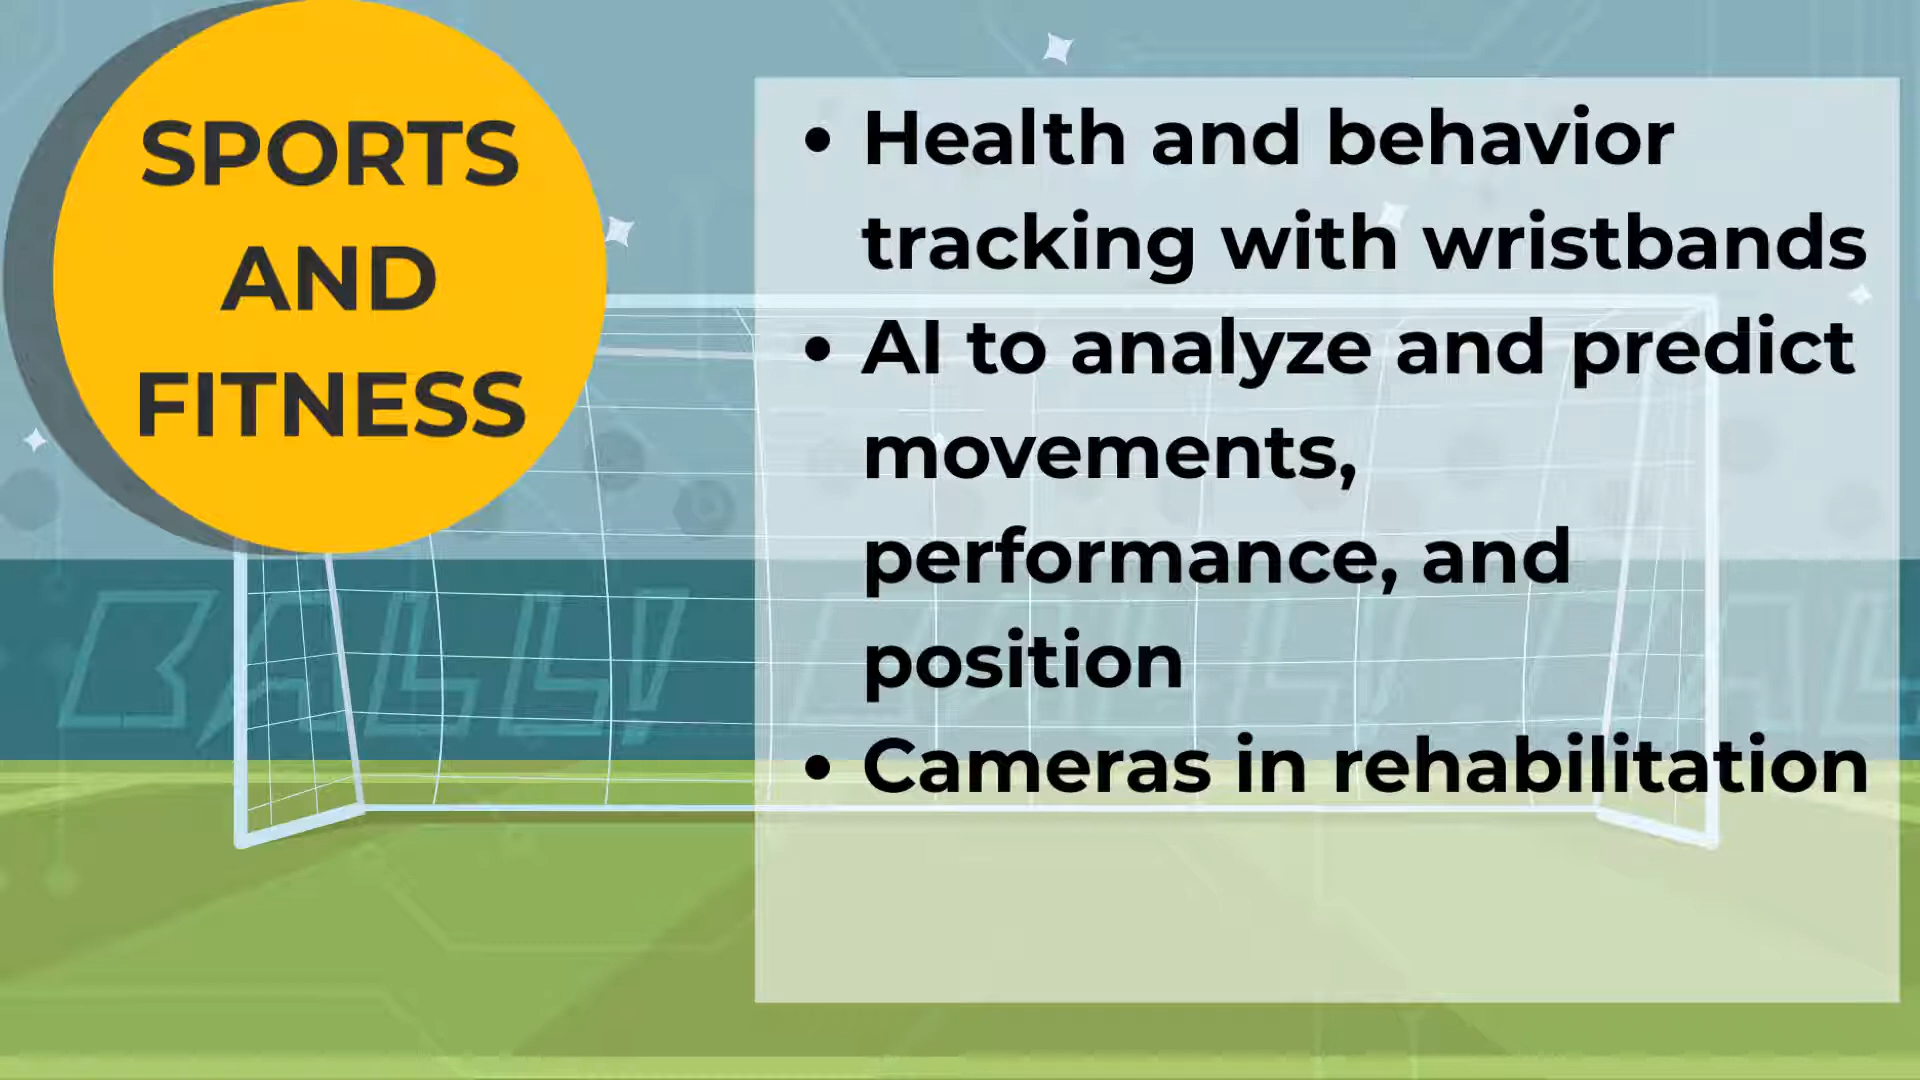 SPORTS
AND
FITNESS
• Health and behavior
tracking with wristbands
• AI to analyze and predict
movements,
performance, and
position
• Cameras in rehabilitation
BALL!